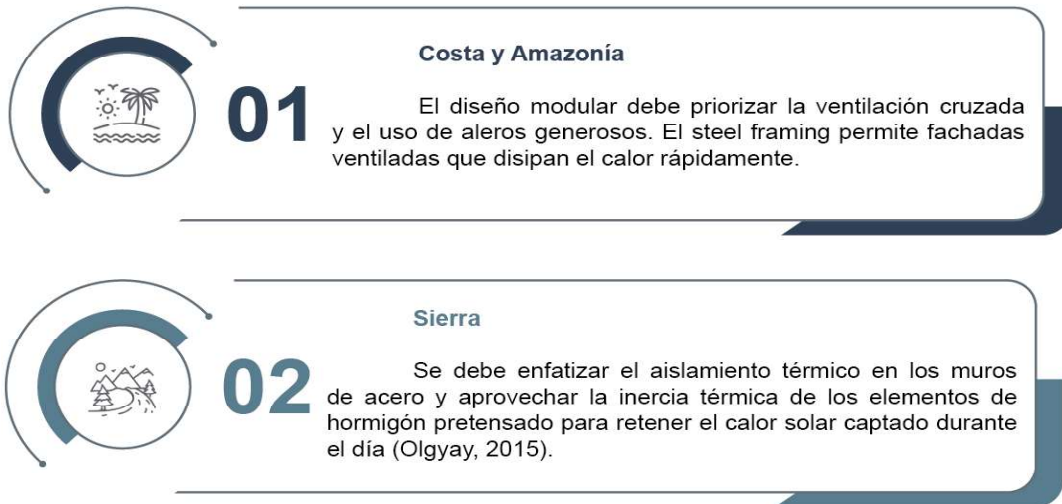 Costa y Amazonía
01
El diseño modular debe priorizar la ventilación cruzada
y el uso de aleros generosos. El steel framing permite fachadas
ventiladas que disipan el calor rápidamente.
Sierra
02
Se debe enfatizar el aislamiento térmico en los muros
de acero y aprovechar la inercia térmica de los elementos de
hormigón pretensado para retener el calor solar captado durante
el día (Olgyay, 2015).